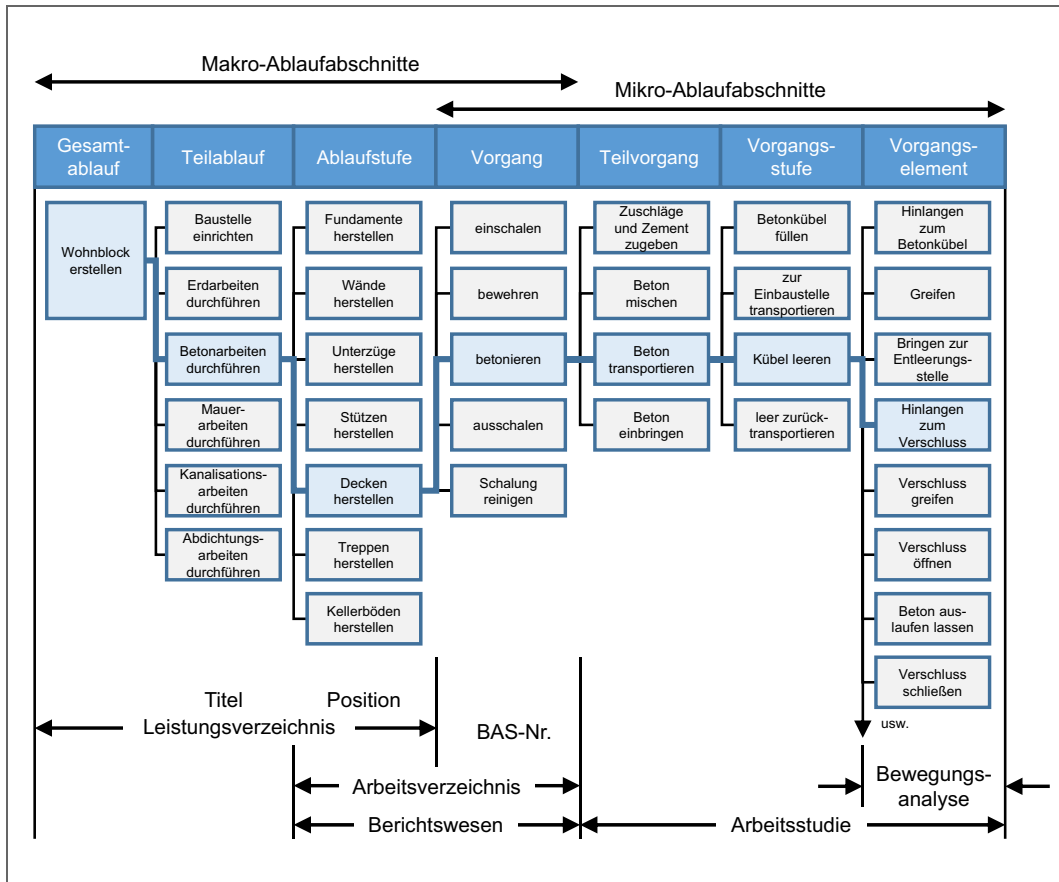 Makro-Ablaufabschnitte
Mikro-Ablaufabschnitte
Gesamt-
ablauf
Teilablauf
Ablaufstufe
Vorgang
Teilvorgang
Vorgangs-
stufe
Vorgangs-
element
Wohnblock
erstellen
Baustelle
einrichten
Erdarbeiten
durchführen
Betonarbeiten
durchführen
Mauer-
arbeiten
durchführen
Kanalisations-
arbeiten
durchführen
Abdichtungs-
arbeiten
durchführen
Fundamente
herstellen
Wände
herstellen
Unterzüge
herstellen
Stützen
herstellen
Decken
herstellen
Treppen
herstellen
Kellerböden
herstellen
einschalen
bewehren
betonieren
ausschalen
Schalung
reinigen
Zuschläge
und Zement
zugeben
Beton
mischen
Beton
transportieren
Beton
einbringen
Betonkübel
füllen
zur
Einbaustelle
transportieren
Kübel leeren
leer zurück-
transportieren
Hinlangen
zum
Betonkübel
Greifen
Bringen zur
Entleerungs-
stelle
Hinlangen
zum
Verschluss
Verschluss
greifen
Verschluss
öffnen
Beton aus-
laufen lassen
Verschluss
schließen
usw.
Titel
Position
Leistungsverzeichnis
BAS-Nr.
Arbeitsverzeichnis
Bewegungs-
analyse
Berichtswesen
Arbeitsstudie